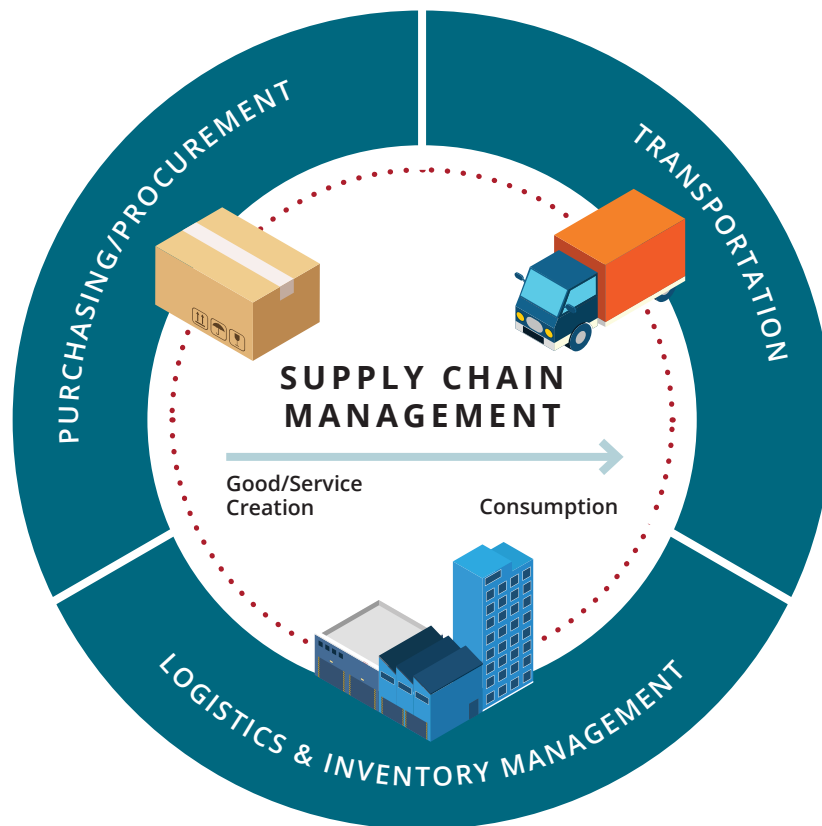 PURCHASING/PROCUREMENT
TRANSPORTATION
SUPPLY CHAIN
MANAGEMENT
Good/Service
Creation
Consumption
LOGISTICS & INVENTORY MANAGEMENT